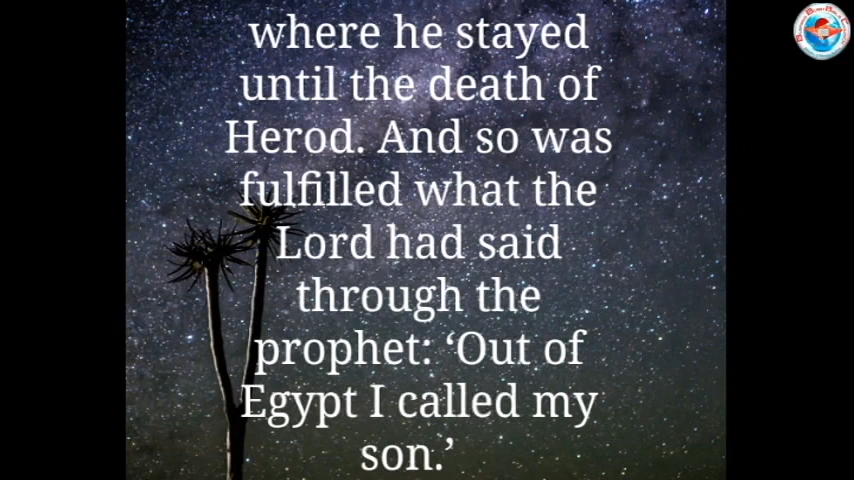 where he stayed
until the death of
Herod. And so was
fulfilled what the
Lord had said
through the
prophet: ‘Out of
Egypt I called my
son.’